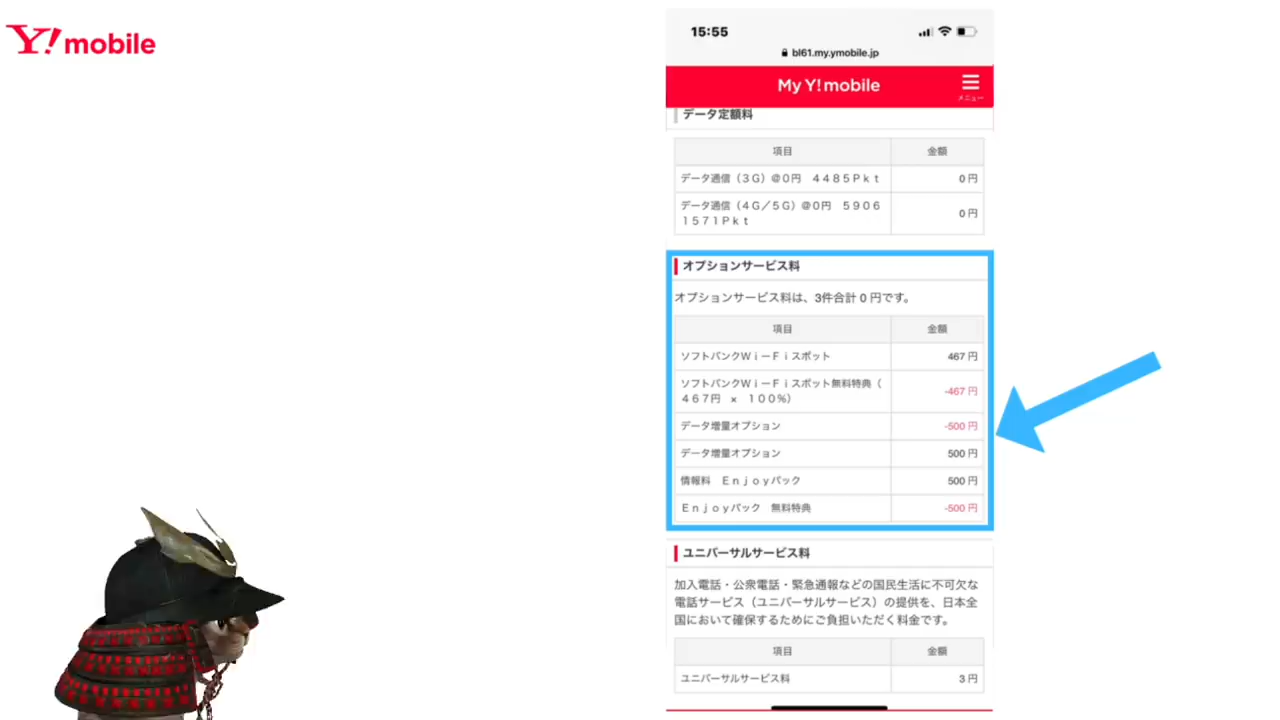 Y!mobile
15:55
bl61.my.ymobile.jp
My Y!mobile
メニュー
データ定額料
項目 金額
データ通信（３Ｇ）＠０円　４４８５Ｐｋｔ 0 円
データ通信（４Ｇ／５Ｇ）＠０円　５９０６
１５７１Ｐｋｔ 0 円
オプションサービス料
オプションサービス料は、3件合計 0 円です。
項目 金額
ソフトバンクＷｉ－Ｆｉスポット 467 円
ソフトバンクＷｉ－Ｆｉスポット無料特典（
４６７円　×　１００％） -467 円
データ増量オプション -500 円
データ増量オプション 500 円
情報料　Ｅｎｊｏｙパック 500 円
Ｅｎｊｏｙパック　無料特典 -500 円
ユニバーサルサービス料
加入電話・公衆電話・緊急通報などの国民生活に不可欠な
電話サービス（ユニバーサルサービス）の提供を、日本全
国において確保するためにご負担いただく料金です。
項目 金額
ユニバーサルサービス料 3 円